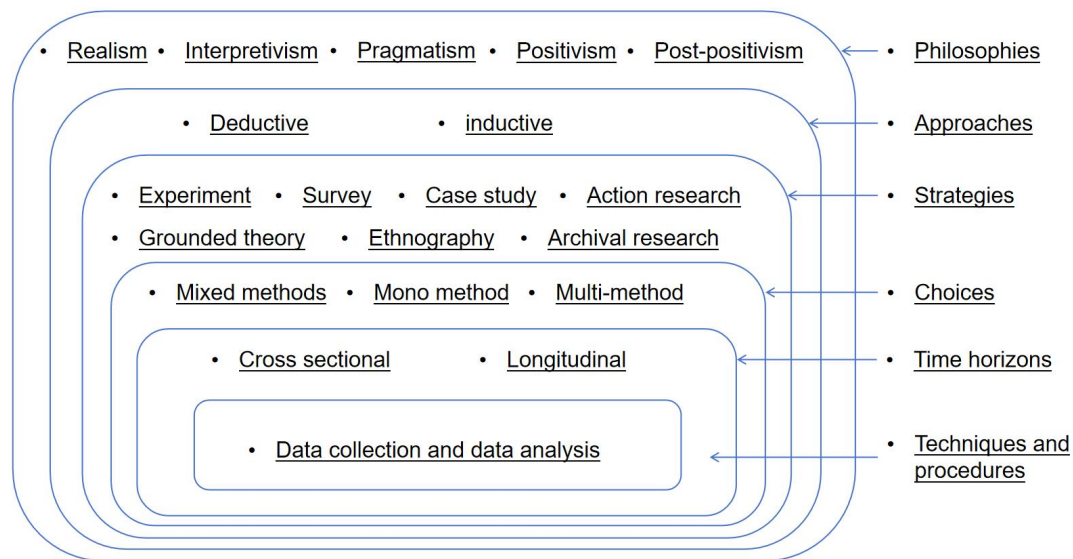 • Realism • Interpretivism • Pragmatism • Positivism • Post-positivism • Philosophies
• Deductive • inductive • Approaches
• Experiment • Survey • Case study • Action research • Strategies
• Grounded theory • Ethnography • Archival research
• Mixed methods • Mono method • Multi-method • Choices
• Cross sectional • Longitudinal • Time horizons
• Data collection and data analysis • Techniques and
procedures